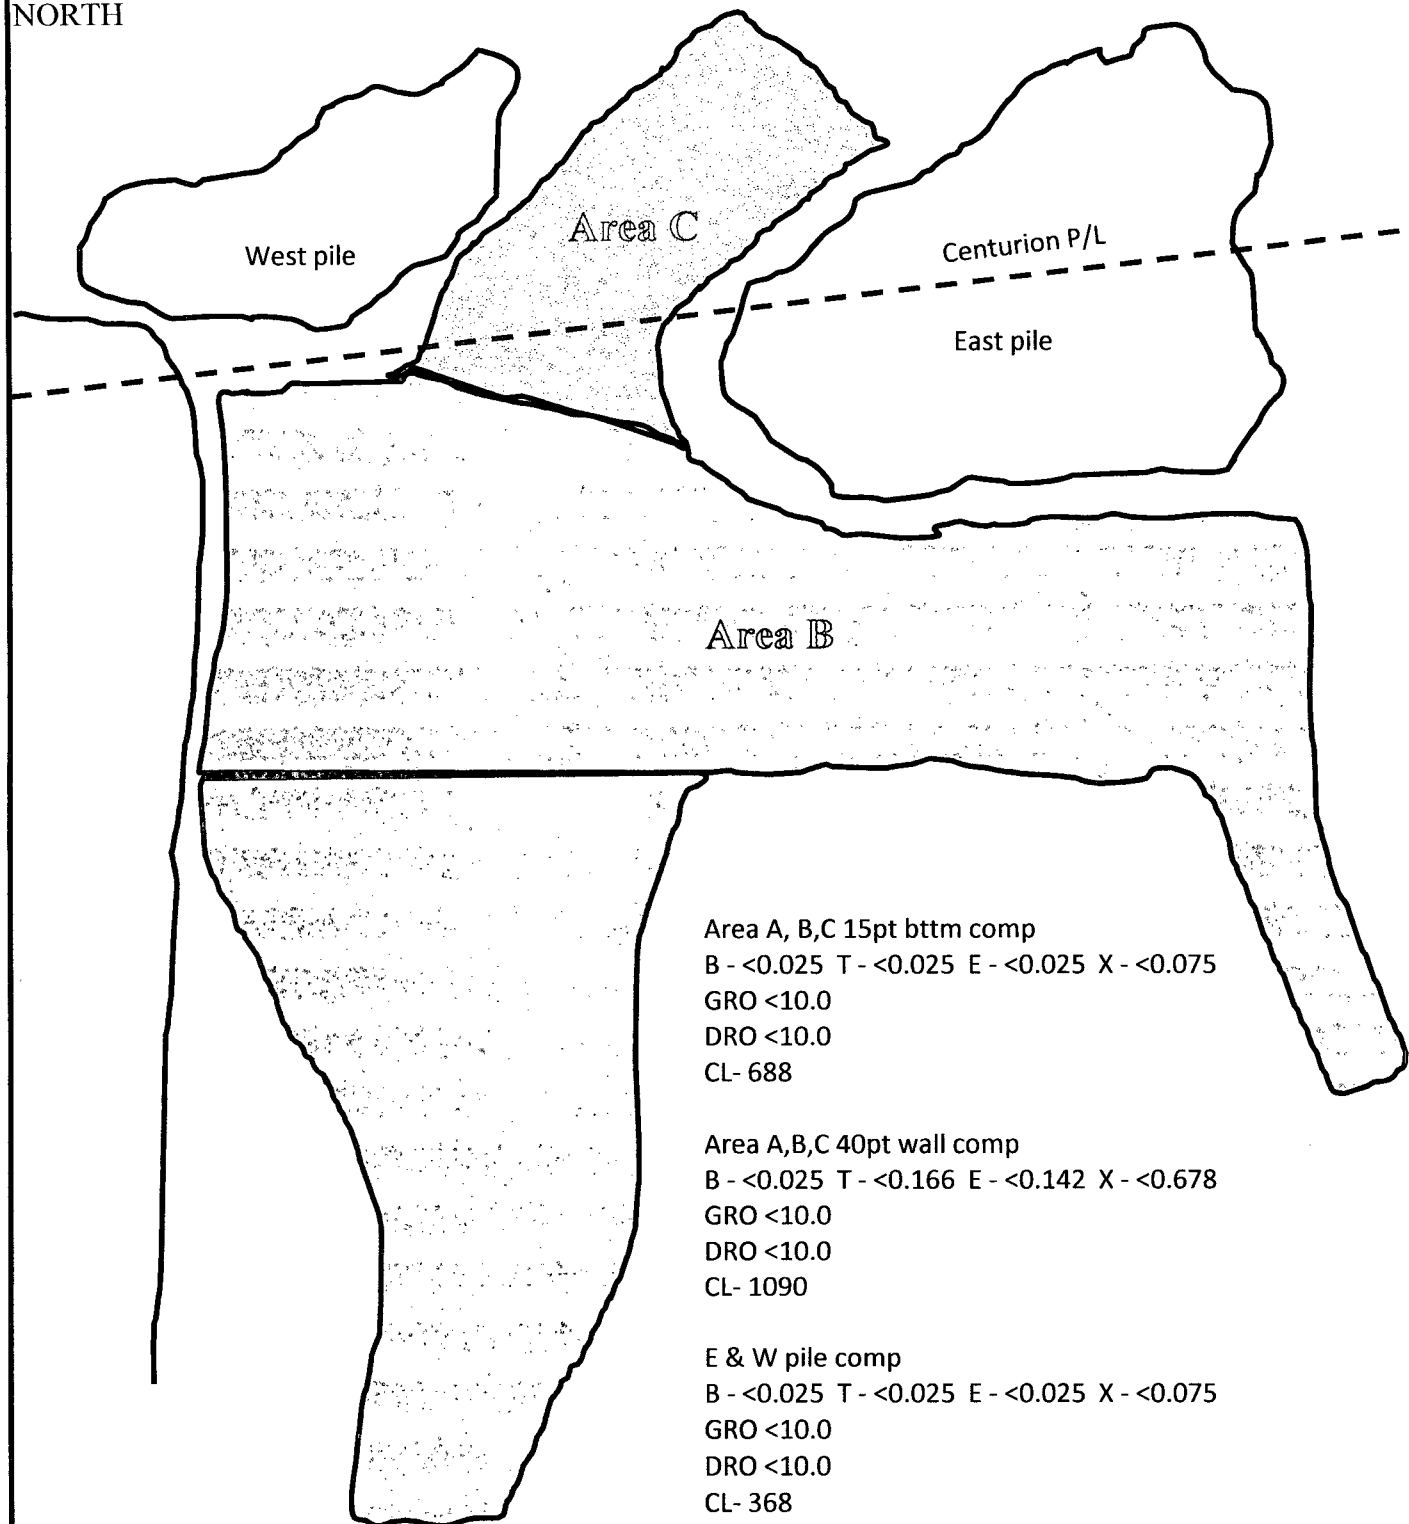 NORTH
Area C
West pile
Centurion P/L
East pile
Area B
Area A, B,C 15pt bttm comp
B - <0.025 T - <0.025 E - <0.025 X - <0.075
GRO <10.0
DRO <10.0
CL- 688
Area A,B,C 40pt wall comp
B - <0.025 T - <0.166 E - <0.142 X - <0.678
GRO <10.0
DRO <10.0
CL- 1090
E & W pile comp
B - <0.025 T - <0.025 E - <0.025 X - <0.075
GRO <10.0
DRO <10.0
CL- 368